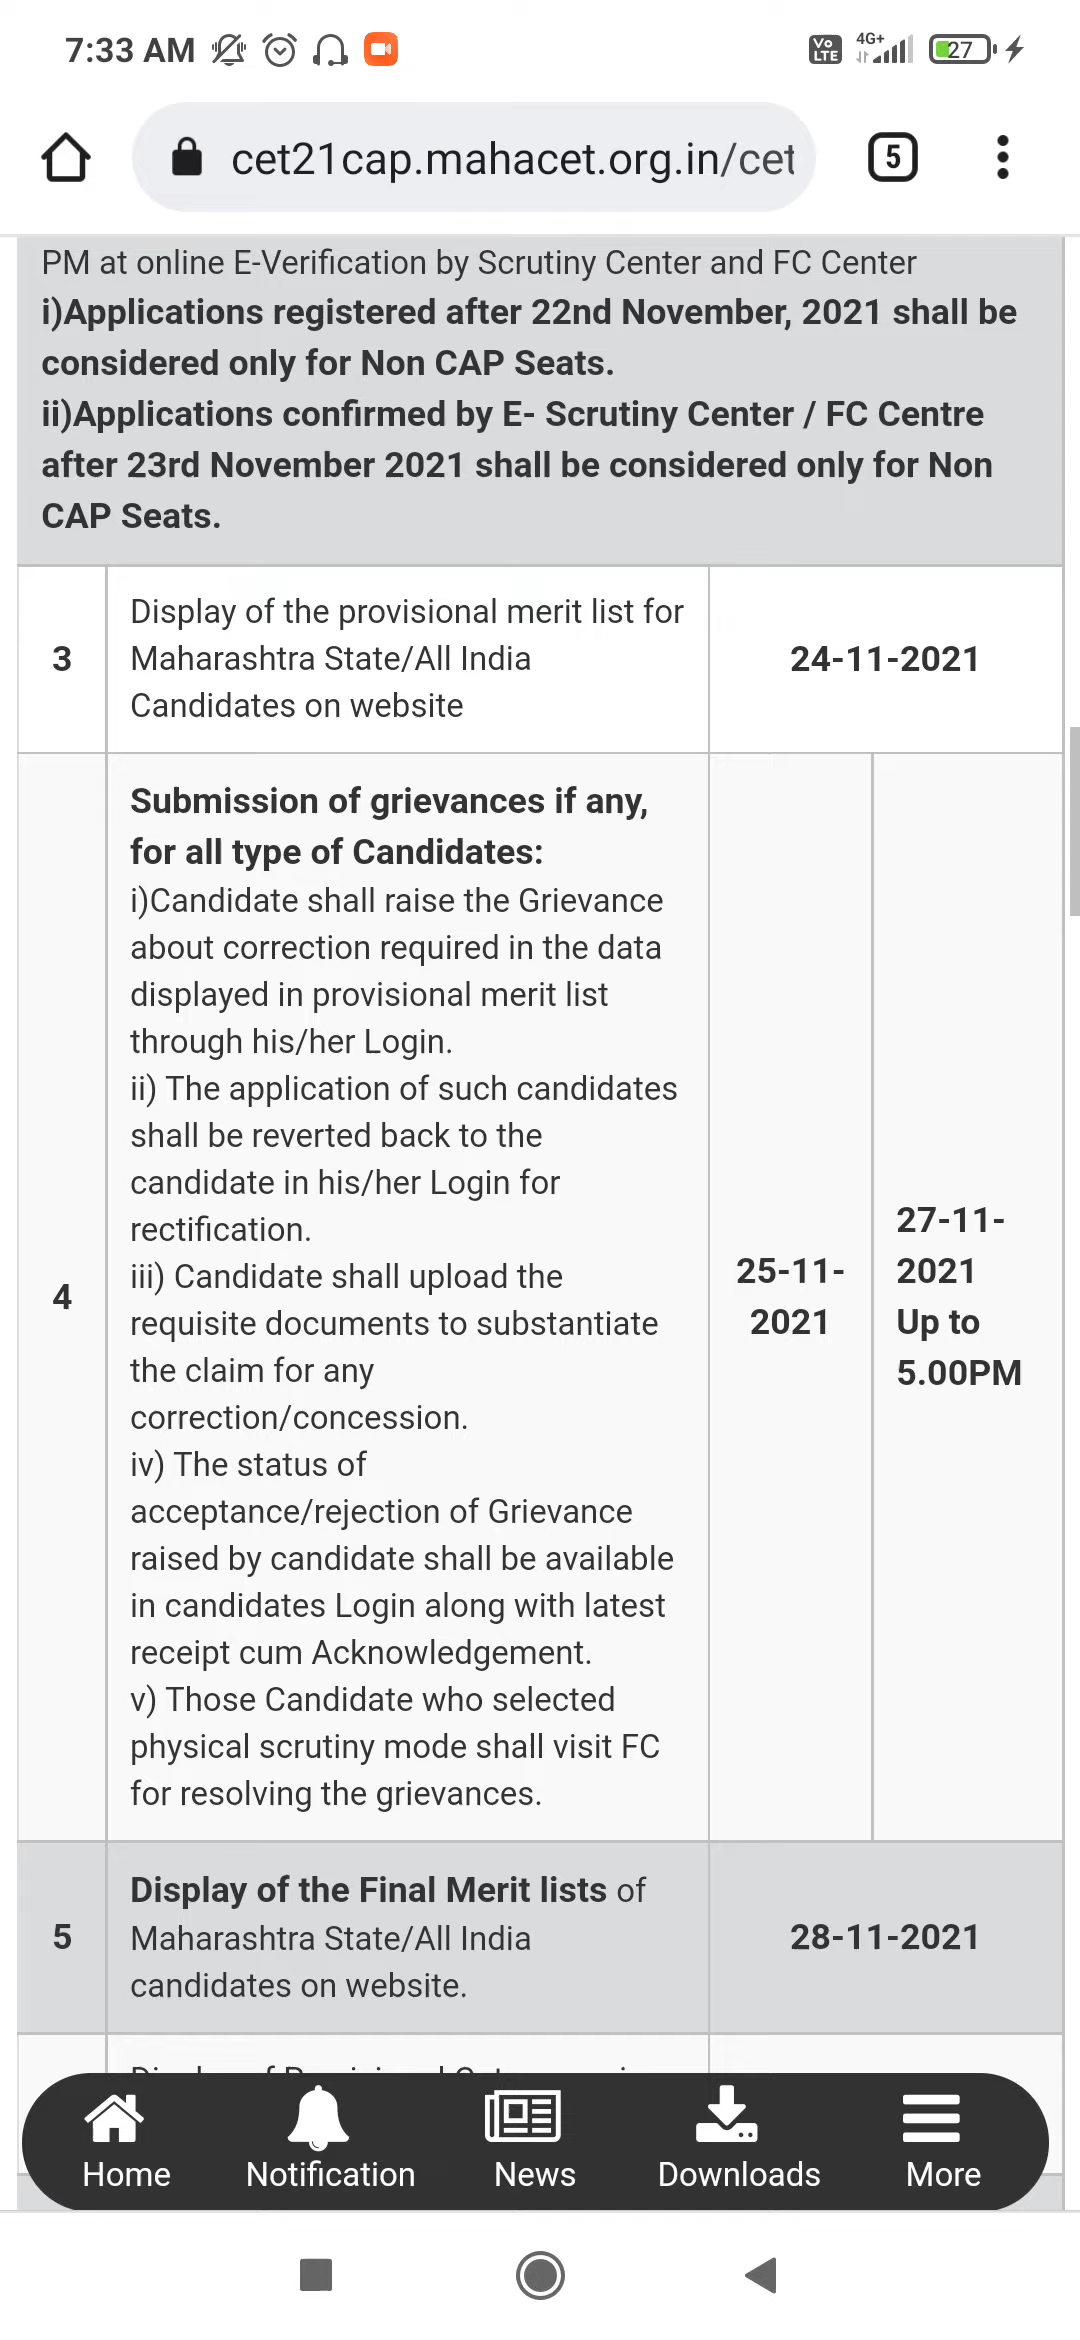 7:33 AM
Vo LTE
4G+
27
cet21cap.mahacet.org.in/cet
5
PM at online E-Verification by Scrutiny Center and FC Center
i)Applications registered after 22nd November, 2021 shall be
considered only for Non CAP Seats.
ii)Applications confirmed by E- Scrutiny Center / FC Centre
after 23rd November 2021 shall be considered only for Non
CAP Seats.
3
Display of the provisional merit list for
Maharashtra State/All India
Candidates on website
24-11-2021
4
Submission of grievances if any,
for all type of Candidates:
i)Candidate shall raise the Grievance
about correction required in the data
displayed in provisional merit list
through his/her Login.
ii) The application of such candidates
shall be reverted back to the
candidate in his/her Login for
rectification.
iii) Candidate shall upload the
requisite documents to substantiate
the claim for any
correction/concession.
iv) The status of
acceptance/rejection of Grievance
raised by candidate shall be available
in candidates Login along with latest
receipt cum Acknowledgement.
v) Those Candidate who selected
physical scrutiny mode shall visit FC
for resolving the grievances.
25-11-
2021
27-11-
2021
Up to
5.00PM
5
Display of the Final Merit lists of
Maharashtra State/All India
candidates on website.
28-11-2021
Home
Notification
News
Downloads
More